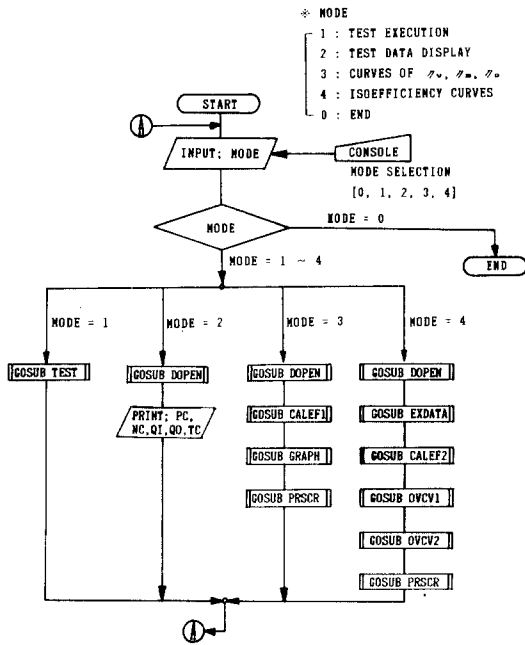 ※ MODE
1 : TEST EXECUTION
2 : TEST DATA DISPLAY
3 : CURVES OF ηv, ηm, ηo
4 : ISOEFFICIENCY CURVES
0 : END
START
A
INPUT; MODE
CONSOLE
MODE SELECTION
[0, 1, 2, 3, 4]
MODE
MODE = 0
END
MODE = 1 ~ 4
MODE = 1
MODE = 2
MODE = 3
MODE = 4
GOSUB TEST
GOSUB DOPEN
GOSUB DOPEN
GOSUB DOPEN
PRINT; PC,
NC,QI,QO,TC
GOSUB CALEF1
GOSUB EXDATA
GOSUB GRAPH
GOSUB CALEF2
GOSUB PRSCR
GOSUB OVCV1
GOSUB OVCV2
GOSUB PRSCR
A